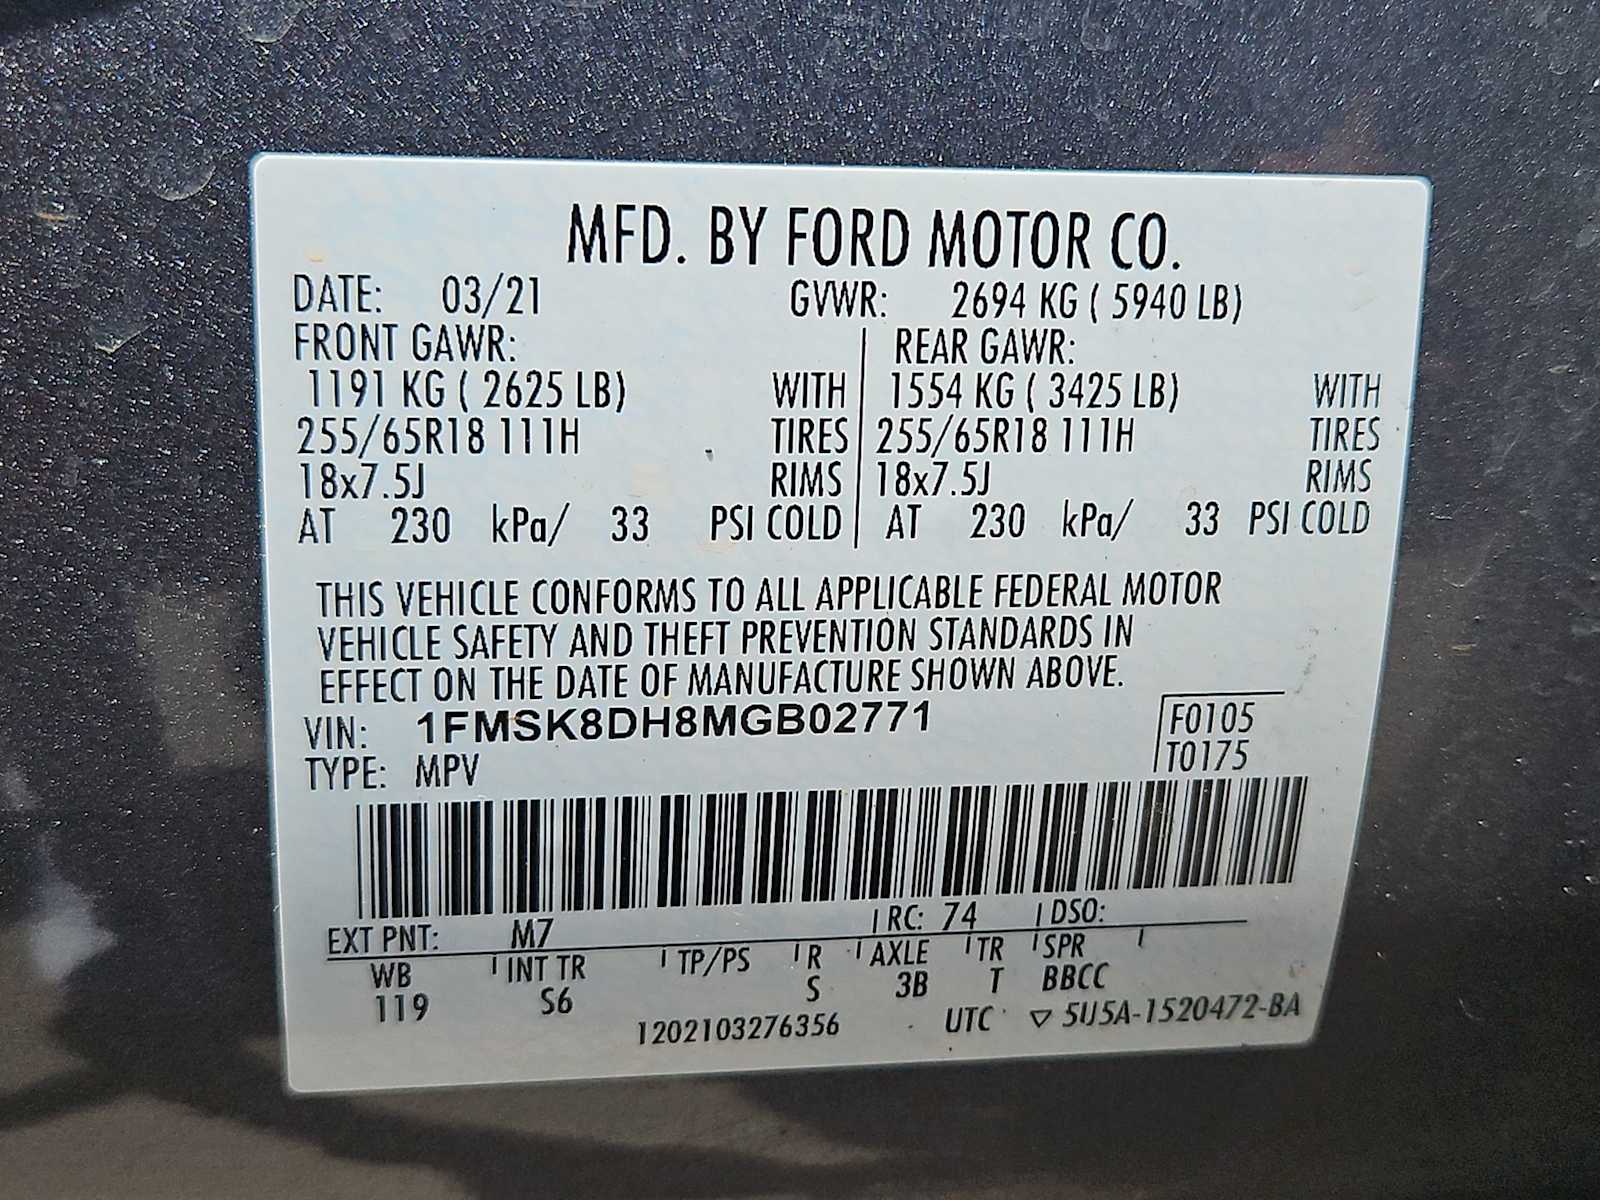 MFD. BY FORD MOTOR CO.
DATE: 03/21 GVWR: 2694 KG ( 5940 LB)
FRONT GAWR: REAR GAWR:
1191 KG ( 2625 LB) WITH 1554 KG ( 3425 LB) WITH
255/65R18 111H TIRES 255/65R18 111H TIRES
18x7.5J RIMS 18x7.5J RIMS
AT 230 kPa/ 33 PSI COLD AT 230 kPa/ 33 PSI COLD
THIS VEHICLE CONFORMS TO ALL APPLICABLE FEDERAL MOTOR
VEHICLE SAFETY AND THEFT PREVENTION STANDARDS IN
EFFECT ON THE DATE OF MANUFACTURE SHOWN ABOVE.
VIN: 1FMSK8DH8MGB02771 F0105
TYPE: MPV T0175
EXT PNT: M7 RC: 74 DSO:
WB INT TR TP/PS R AXLE TR SPR
119 S6 S 3B T BBCC
1202103276356 UTC ▽ 5U5A-1520472-BA